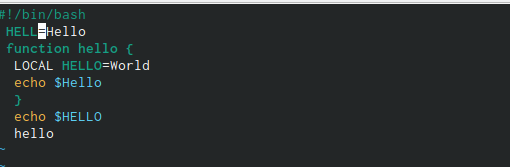 #!/bin/bash
HELL=Hello
function hello {
LOCAL HELLO=World
echo $Hello
}
echo $HELLO
hello
~
~